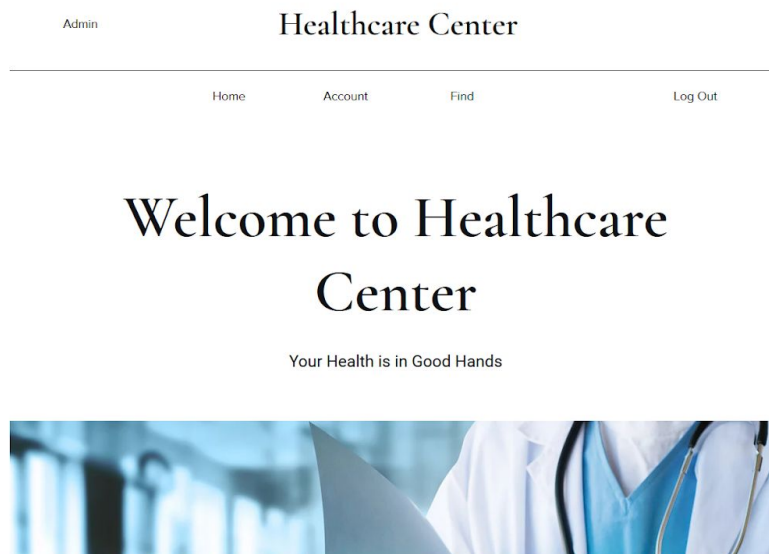 Admin
Healthcare Center
Home Account Find Log Out
Welcome to Healthcare
Center
Your Health is in Good Hands